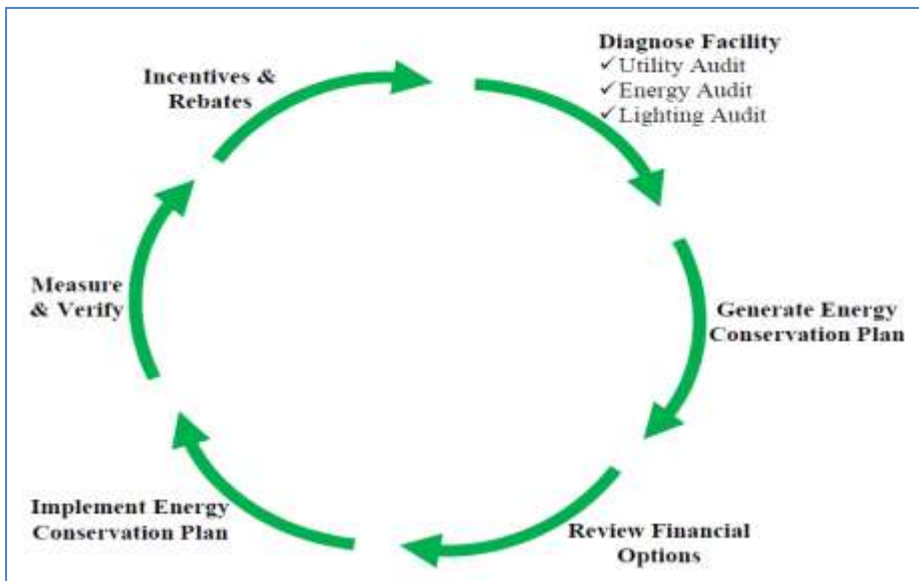 Diagnose Facility
✓Utility Audit
✓Energy Audit
✓Lighting Audit
Generate Energy
Conservation Plan
Review Financial
Options
Implement Energy
Conservation Plan
Measure
& Verify
Incentives &
Rebates